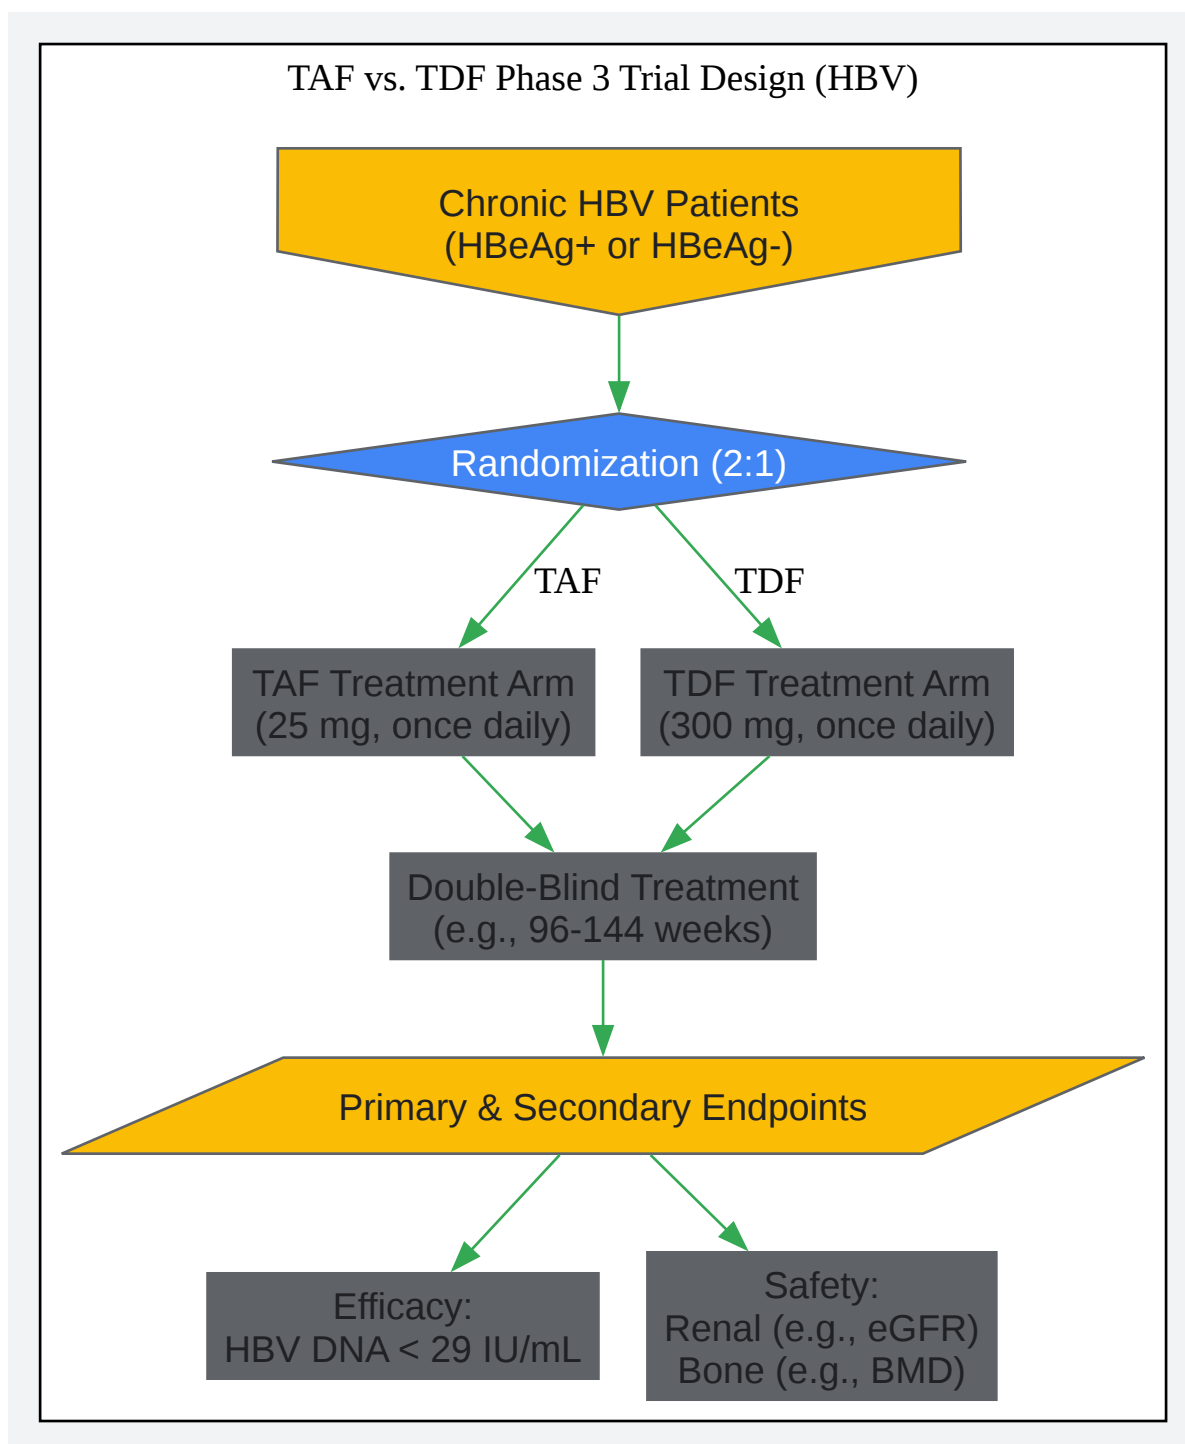 TAF vs. TDF Phase 3 Trial Design (HBV)
Chronic HBV Patients
(HBeAg+ or HBeAg-)
Randomization (2:1)
TAF
TDF
TAF Treatment Arm
(25 mg, once daily)
TDF Treatment Arm
(300 mg, once daily)
Double-Blind Treatment
(e.g., 96-144 weeks)
Primary & Secondary Endpoints
Efficacy:
HBV DNA < 29 IU/mL
Safety:
Renal (e.g., eGFR)
Bone (e.g., BMD)